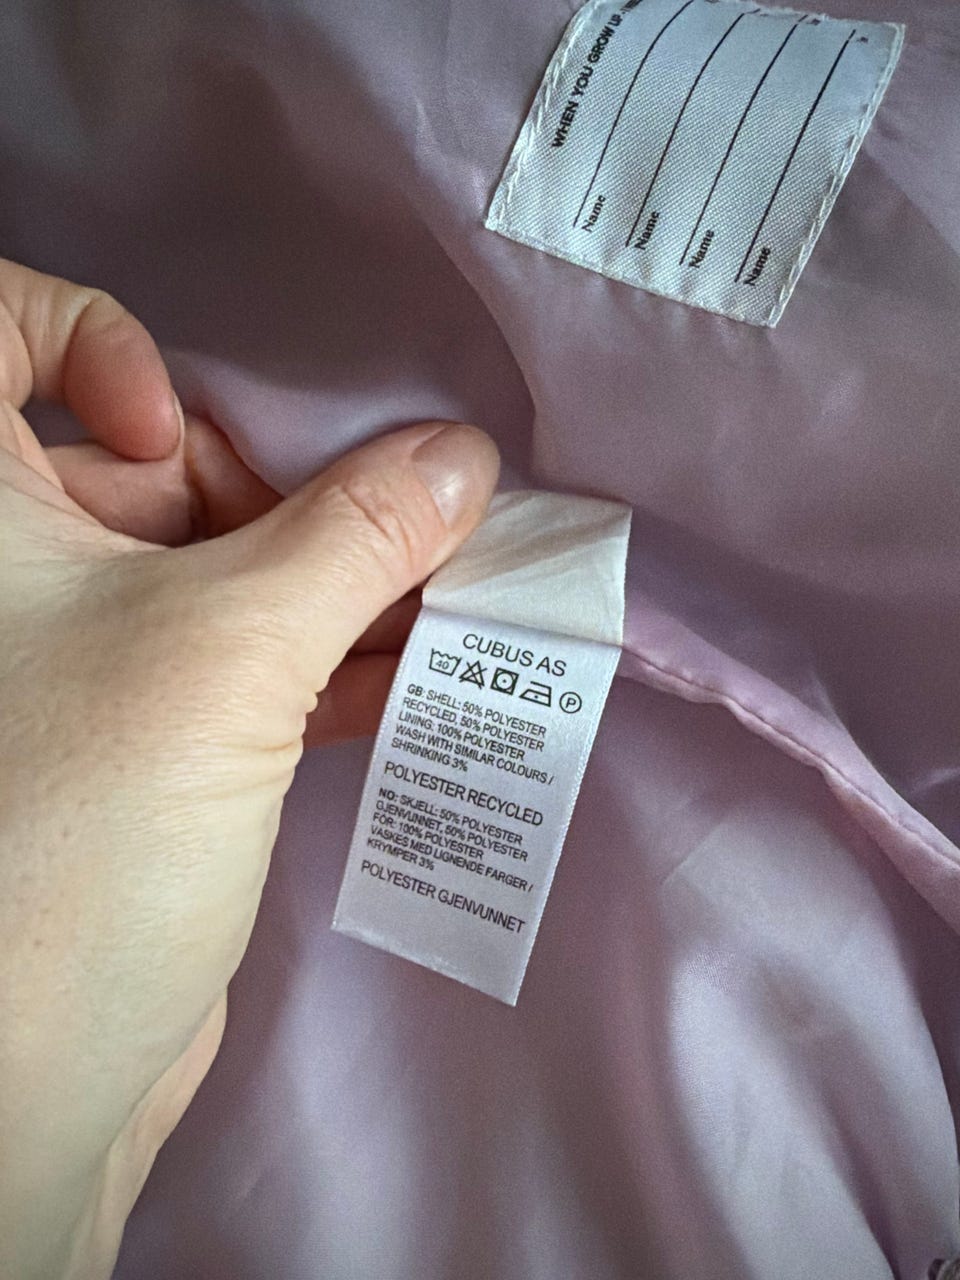 WHEN YOU GROW UP
Name
Name
Name
Name
CUBUS AS
40
P
GB: SHELL: 50% POLYESTER
RECYCLED, 50% POLYESTER
LINING: 100% POLYESTER
WASH WITH SIMILAR COLOURS /
SHRINKING 3%
POLYESTER RECYCLED
NO: SKJELL: 50% POLYESTER
GJENVUNNET, 50% POLYESTER
FÔR: 100% POLYESTER
VASKES MED LIGNENDE FARGER /
KRYMPER 3%
POLYESTER GJENVUNNET